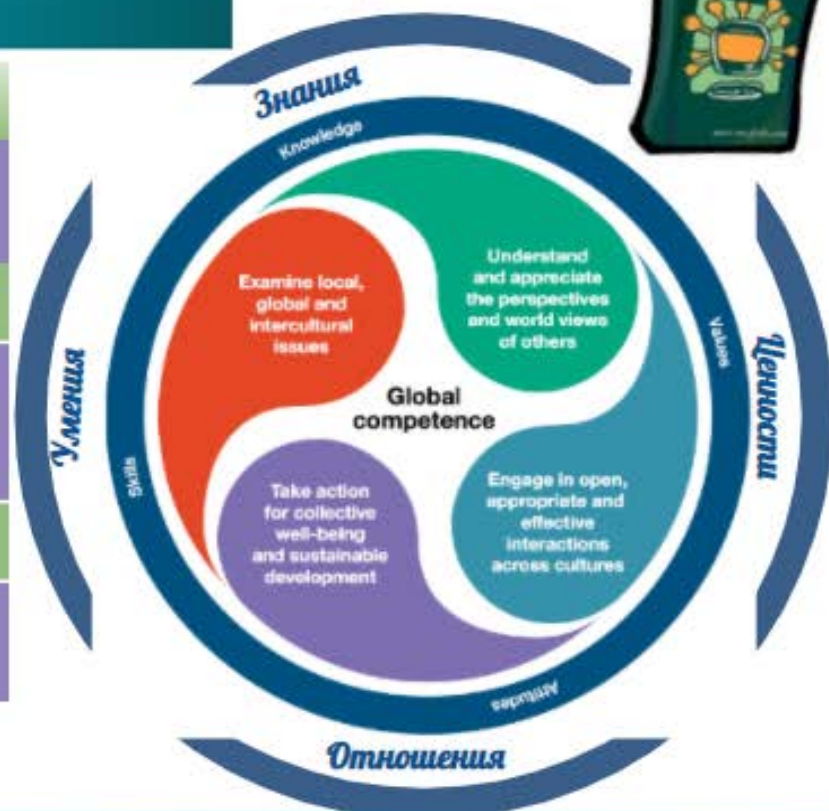 Знания
Knowledge
Examine local,
global and
intercultural
issues
Understand
and appreciate
the perspectives
and world views
of others
Values
Ценности
Умения
Skills
Global
competence
Take action
for collective
well-being
and sustainable
development
Engage in open,
appropriate and
effective
interactions
across cultures
Attitudes
Отношения